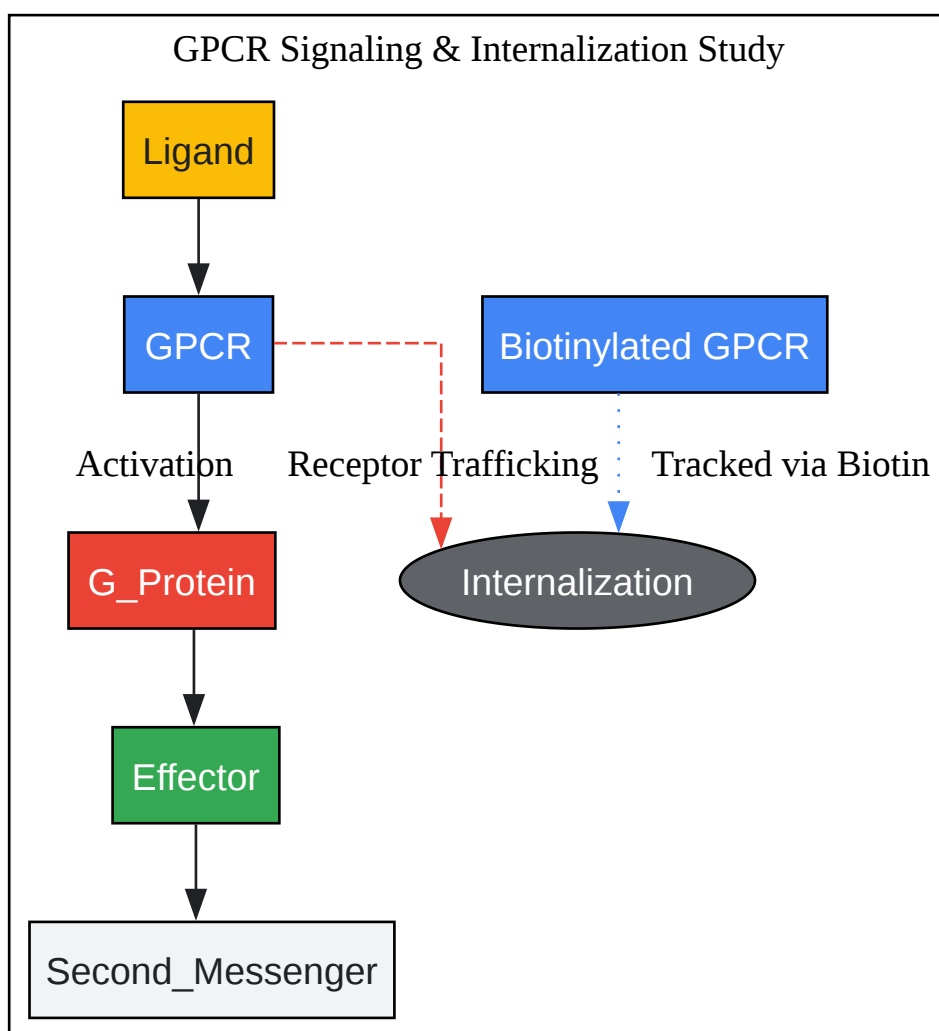 GPCR Signaling & Internalization Study
Ligand
GPCR
Biotinylated GPCR
Activation
Receptor Trafficking
Tracked via Biotin
G_Protein
Internalization
Effector
Second_Messenger